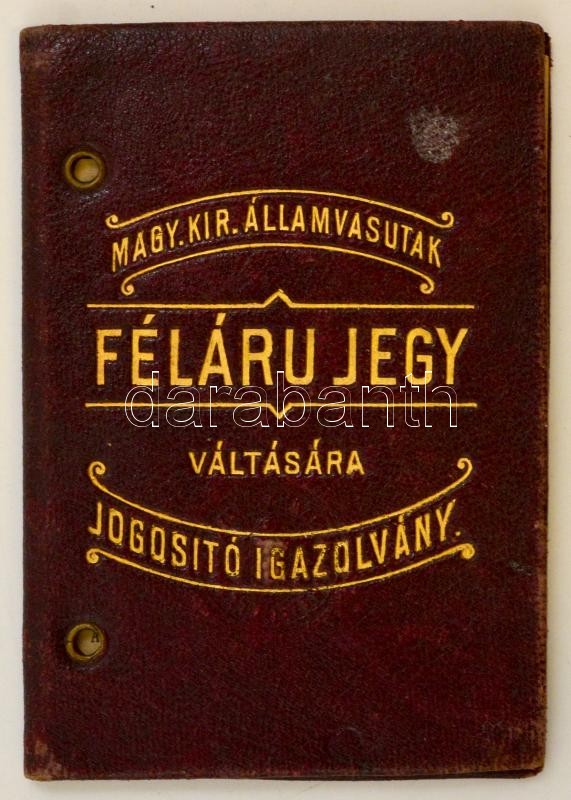 MAGY. KIR. ÁLLAMVASUTAK
FÉLÁRU JEGY
darabanth
VÁLTÁSÁRA
JOGOSITÓ IGAZOLVÁNY.
A